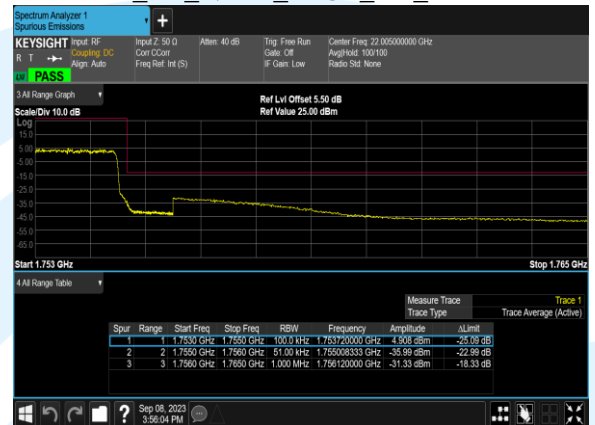 Spectrum Analyzer 1
Spurious Emissions
+
KEYSIGHT Input: RF Input Z: 50 Ω Atten: 40 dB Trig: Free Run Center Freq: 22.005000000 GHz
R T Coupling: DC Corr CCorr Gate: Off Avg|Hold: 100/100
Align: Auto Freq Ref: Int (S) IF Gain: Low Radio Std: None
LV PASS
3 All Range Graph
Ref Lvl Offset 5.50 dB
Scale/Div 10.0 dB Ref Value 25.00 dBm
Log
15.0
5.00
-5.00
-15.0
-25.0
-35.0
-45.0
-55.0
-65.0
Start 1.753 GHz Stop 1.765 GHz
4 All Range Table
Measure Trace Trace 1
Trace Type Trace Average (Active)
Spur Range Start Freq Stop Freq RBW Frequency Amplitude ΔLimit
1 1 1.7530 GHz 1.7550 GHz 100.0 kHz 1.753720000 GHz 4.908 dBm -25.09 dB
2 2 1.7550 GHz 1.7560 GHz 51.00 kHz 1.755008333 GHz -35.99 dBm -22.99 dB
3 3 1.7560 GHz 1.7650 GHz 1.000 MHz 1.756120000 GHz -31.33 dBm -18.33 dB
? Sep 08, 2023
3:56:04 PM